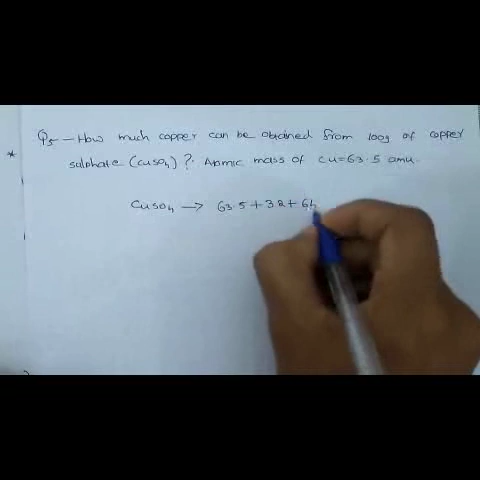 Q5 - How much copper can be obtained from 100g of copper
* sulphate (CuSO4)? Atomic mass of Cu=63.5 amu.
CuSO4 → 63.5 + 32 + 64